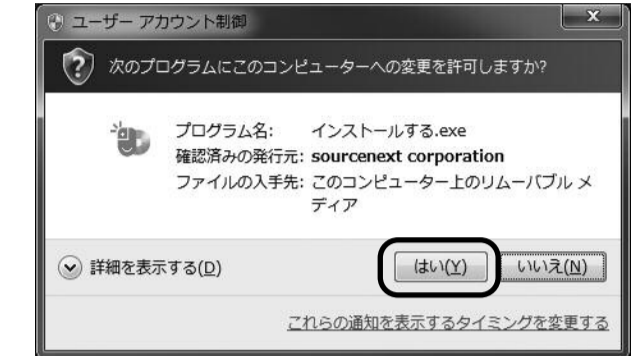 ユーザー アカウント制御
次のプログラムにこのコンピューターへの変更を許可しますか?
プログラム名: インストールする.exe
確認済みの発行元: sourcenext corporation
ファイルの入手先: このコンピューター上のリムーバブル メ
ディア
詳細を表示する(D)
はい(Y)
いいえ(N)
これらの通知を表示するタイミングを変更する